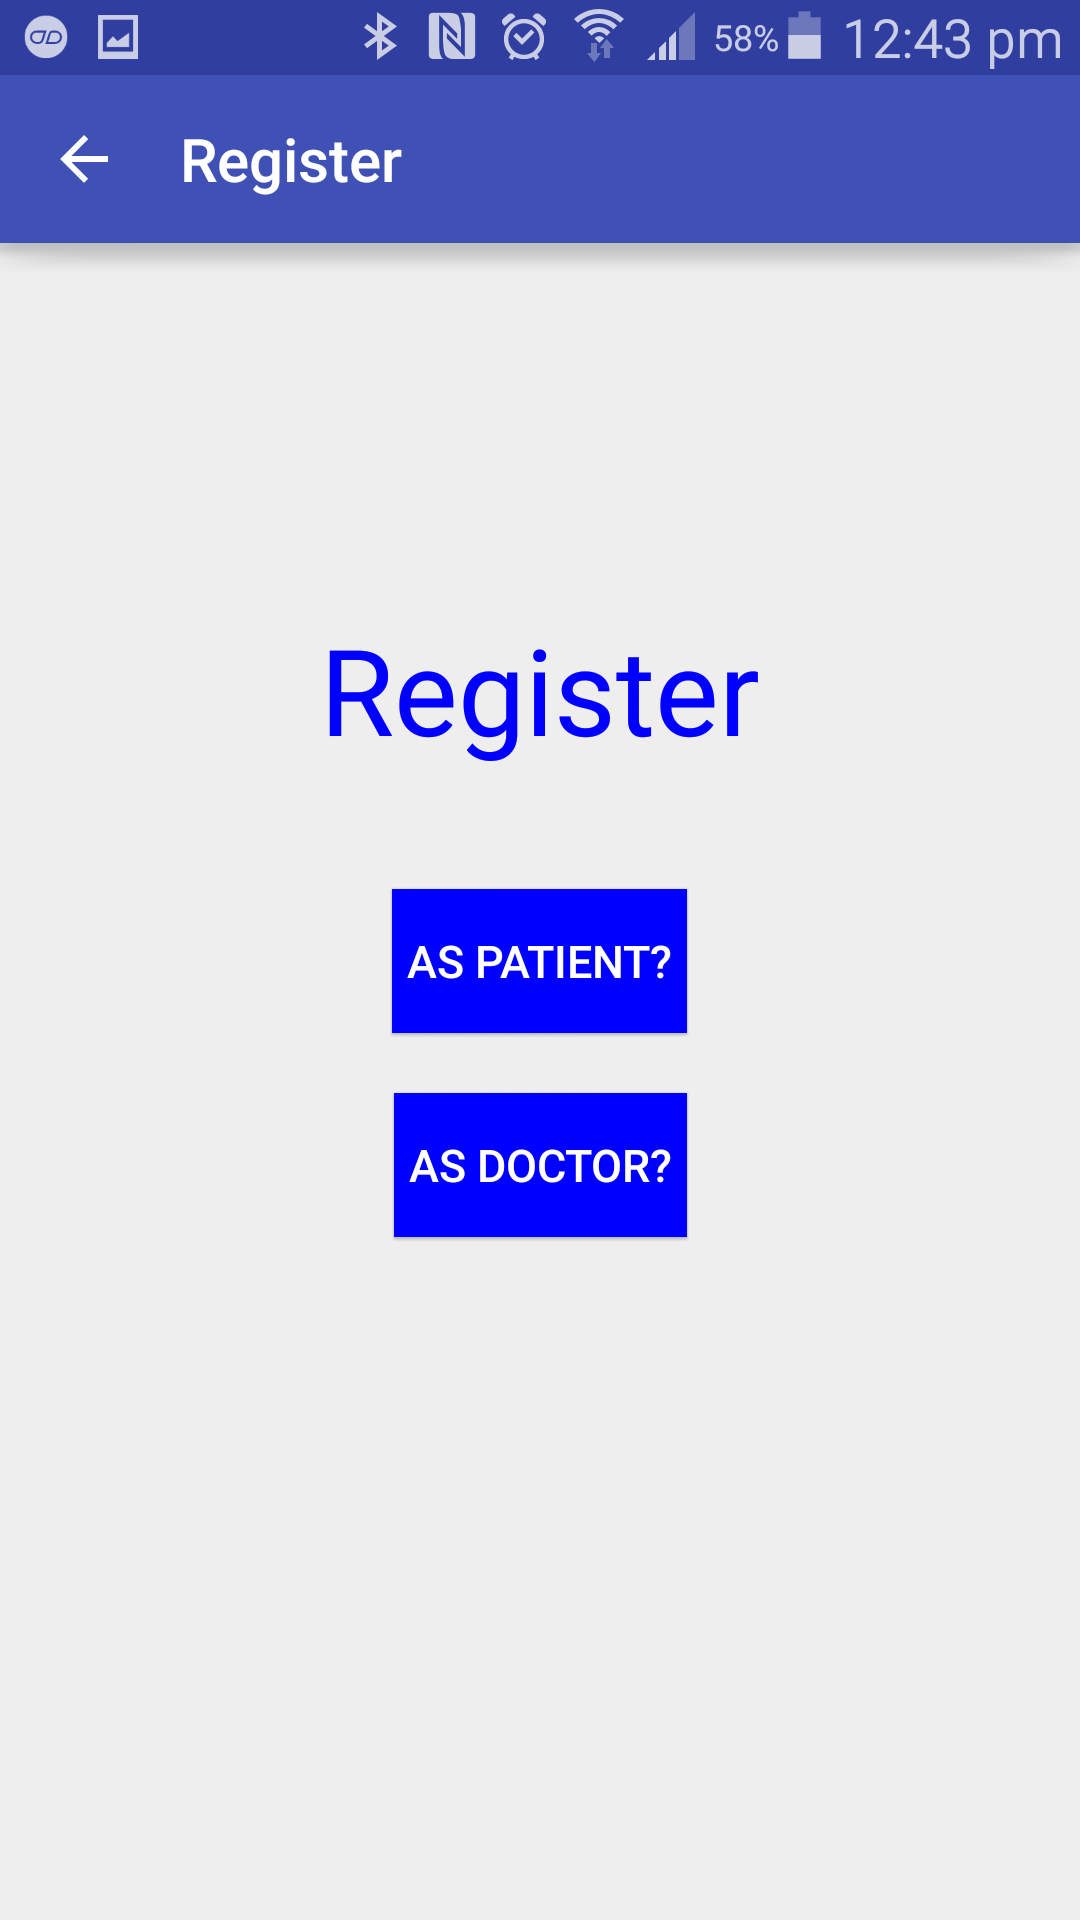 58% 12:43 pm
Register
Register
AS PATIENT?
AS DOCTOR?